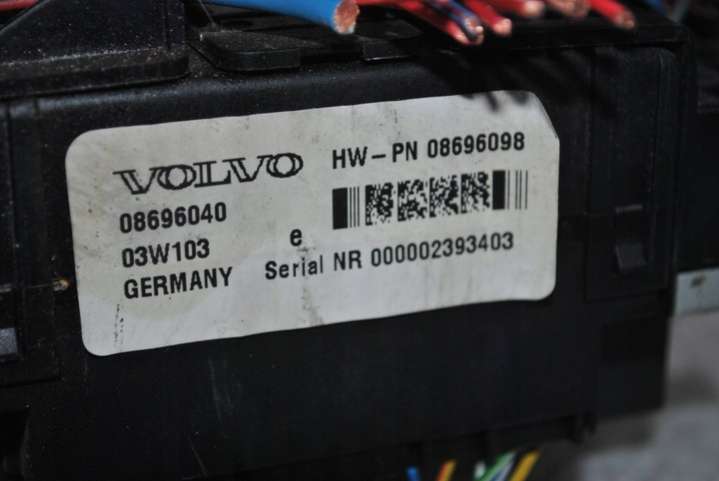 VOLVO
08696040
03W103
GERMANY
HW-PN 08696098
e
Serial NR 000002393403